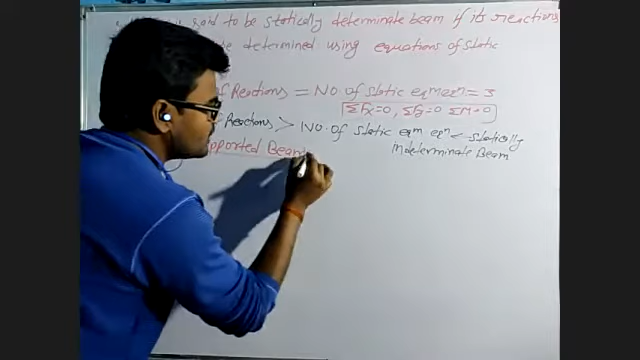 said to be statically determinate beam if its reactions
be determined using equations of static
of Reactions = No. of static eqm eqn = 3
ΣFx=0, ΣFy=0 ΣM=0
Reactions > No. of static eqm eqn ← statically
Indeterminate Beam
pported Beam